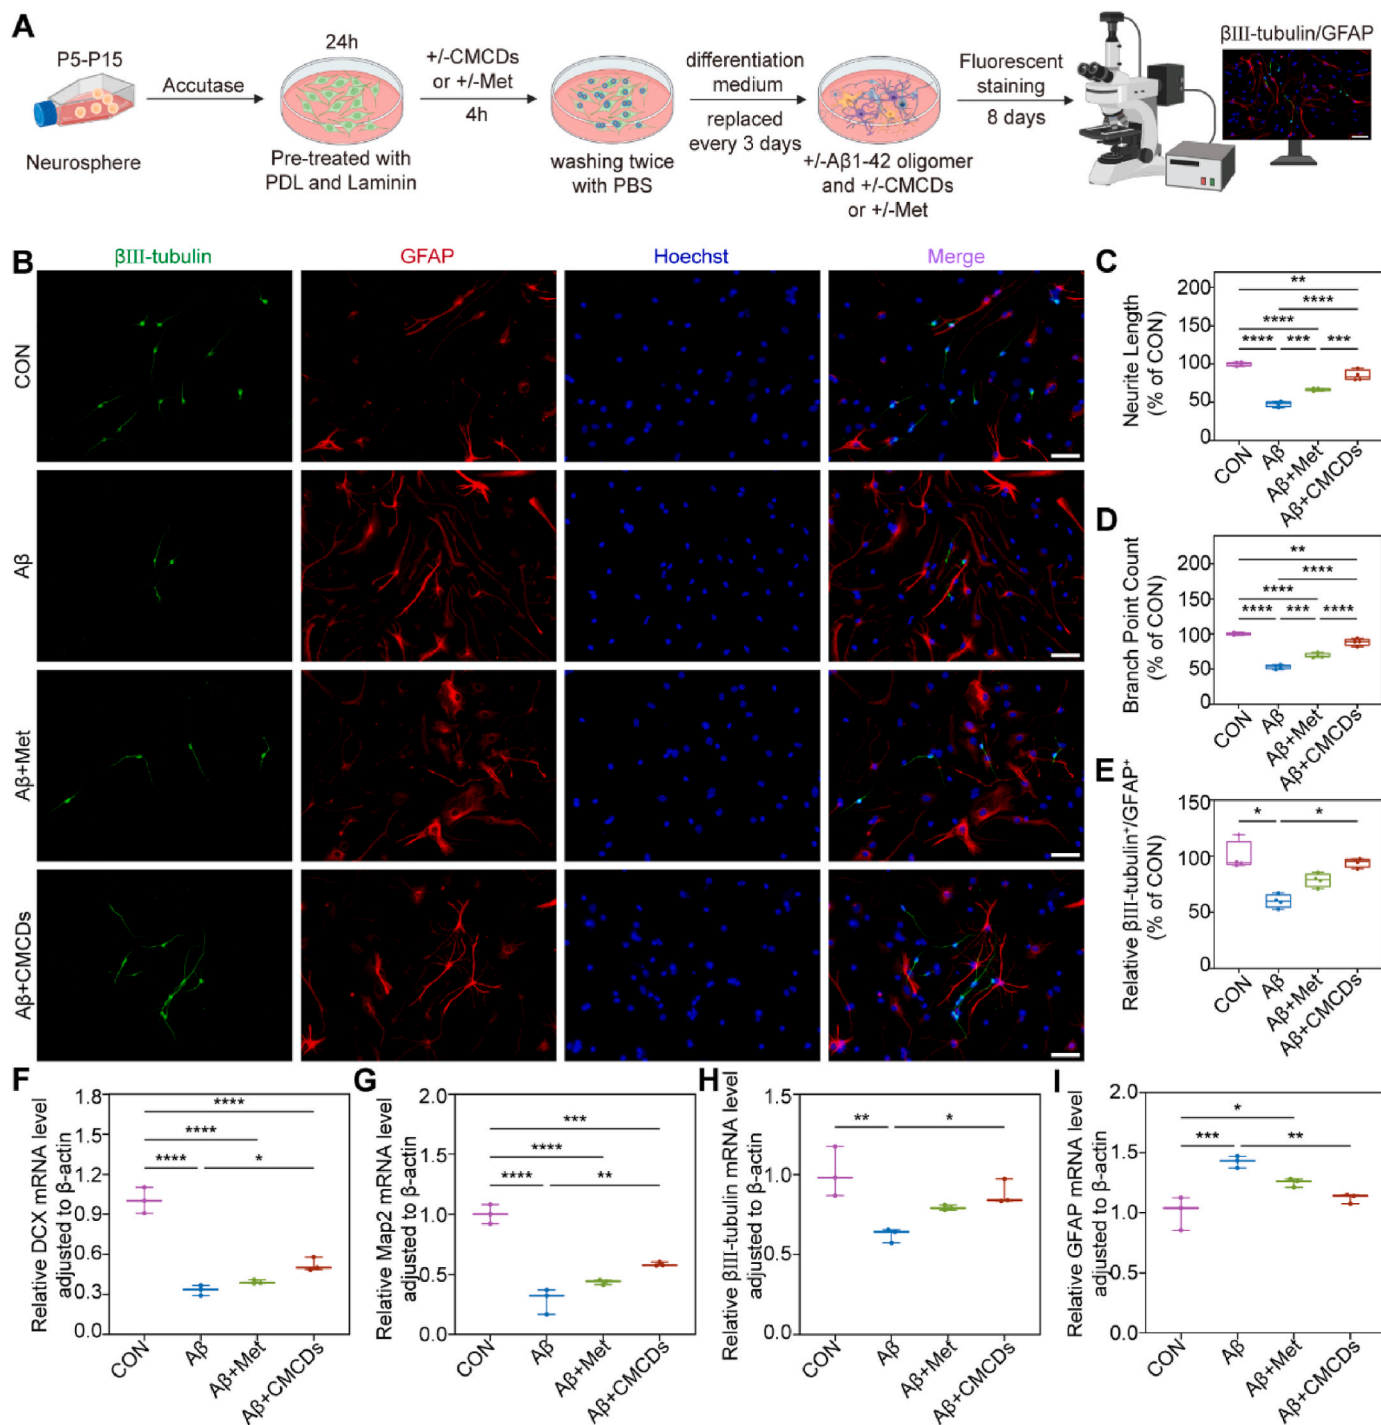 A
P5-P15
Neurosphere
Accutase
24h
Pre-treated with
PDL and Laminin
+/-CMCDs
or +/-Met
4h
washing twice
with PBS
differentiation
medium
replaced
every 3 days
+/-Aβ1-42 oligomer
and +/-CMCDs
or +/-Met
Fluorescent
staining
8 days
βIII-tubulin/GFAP
B
βIII-tubulin
GFAP
Hoechst
Merge
CON
Aβ
Aβ+Met
Aβ+CMCDs
C
Neurite Length
(% of CON)
200
150
100
50
0
**
****
****
**** *** ***
CON
Aβ
Aβ+Met
Aβ+CMCDs
D
Branch Point Count
(% of CON)
200
150
100
50
0
**
****
****
**** *** ****
CON
Aβ
Aβ+Met
Aβ+CMCDs
E
Relative βIII-tubulin⁺/GFAP⁺
(% of CON)
150
100
50
0
* *
CON
Aβ
Aβ+Met
Aβ+CMCDs
F
Relative DCX mRNA level
adjusted to β-actin
1.8
1.5
1.2
0.9
0.6
0.3
0.0
****
****
**** *
CON
Aβ
Aβ+Met
Aβ+CMCDs
G
Relative Map2 mRNA level
adjusted to β-actin
2.0
1.5
1.0
0.5
0.0
***
****
**** **
CON
Aβ
Aβ+Met
Aβ+CMCDs
H
Relative βIII-tubulin mRNA level
adjusted to β-actin
1.5
1.0
0.5
0.0
** *
CON
Aβ
Aβ+Met
Aβ+CMCDs
I
Relative GFAP mRNA level
adjusted to β-actin
2.0
1.5
1.0
0.5
0.0
*
*** **
CON
Aβ
Aβ+Met
Aβ+CMCDs